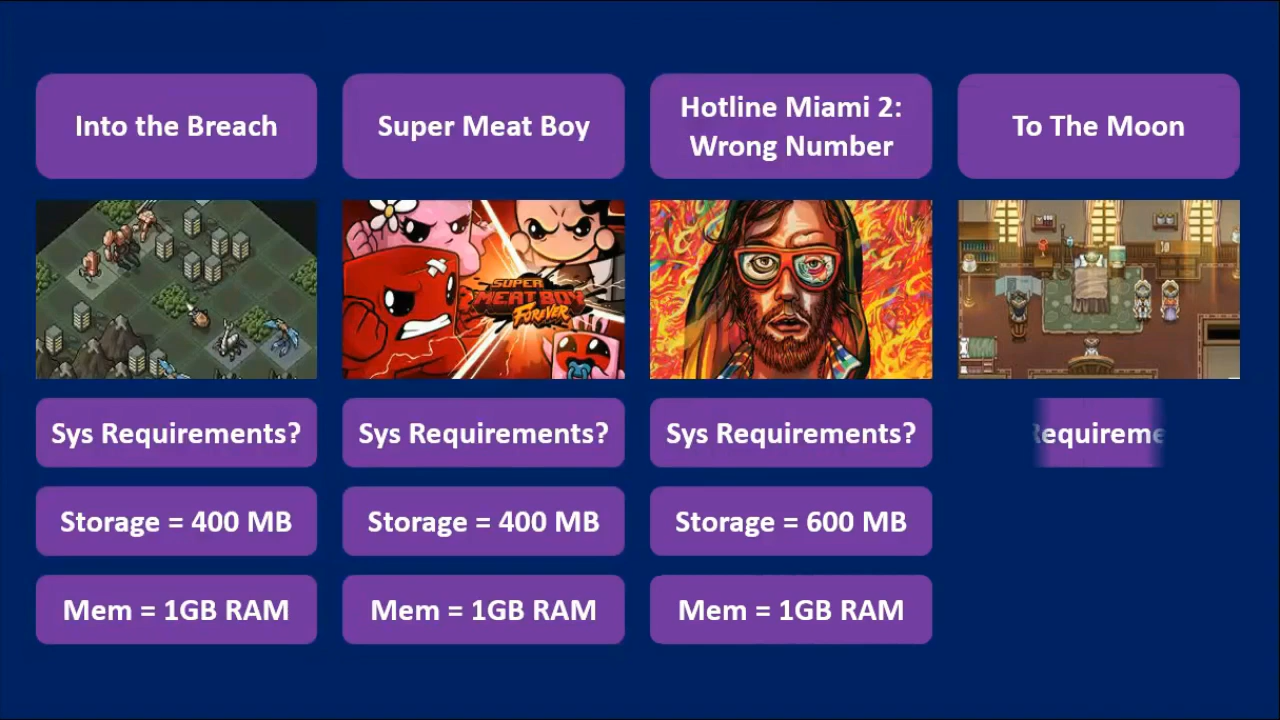 Into the Breach
Super Meat Boy
Hotline Miami 2:
Wrong Number
To The Moon
SUPER
MEAT BOY
FOREVER
Sys Requirements?
Sys Requirements?
Sys Requirements?
equireme
Storage = 400 MB
Storage = 400 MB
Storage = 600 MB
Mem = 1GB RAM
Mem = 1GB RAM
Mem = 1GB RAM